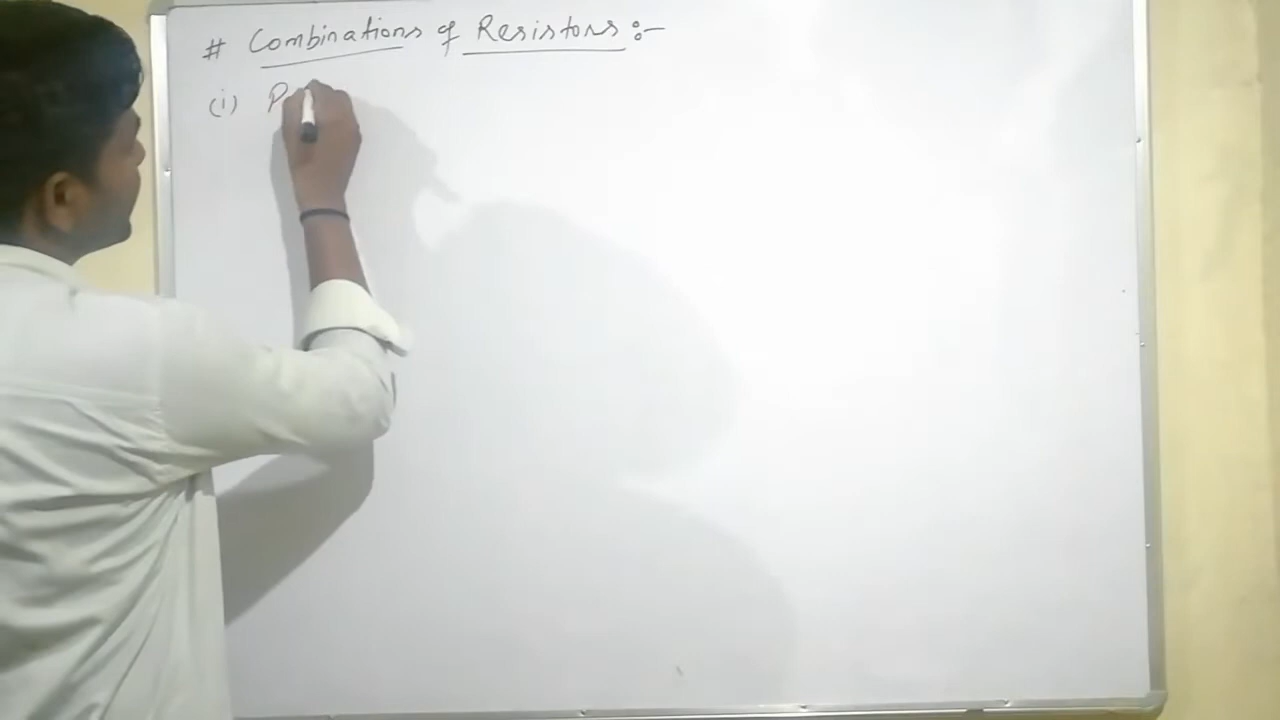 # Combinations of Resistors :-
(i) P